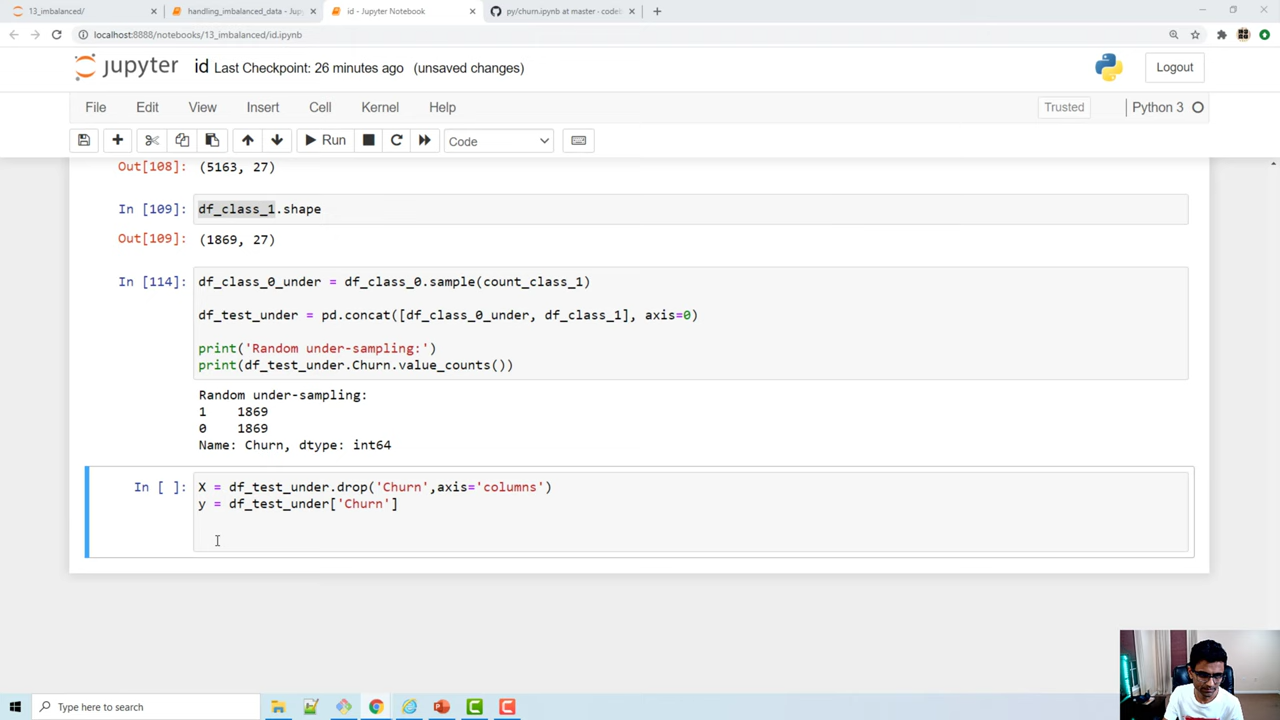 13_imbalanced/
handling_imbalanced_data - Jupy
id - Jupyter Notebook
py/churn.ipynb at master · codeb
localhost:8888/notebooks/13_imbalanced/id.ipynb
jupyter id Last Checkpoint: 26 minutes ago (unsaved changes)
Logout
File Edit View Insert Cell Kernel Help
Trusted
Python 3
Run
Code
Out[108]: (5163, 27)
In [109]: df_class_1.shape
Out[109]: (1869, 27)
In [114]: df_class_0_under = df_class_0.sample(count_class_1)
df_test_under = pd.concat([df_class_0_under, df_class_1], axis=0)
print('Random under-sampling:')
print(df_test_under.Churn.value_counts())
Random under-sampling:
1    1869
0    1869
Name: Churn, dtype: int64
In [ ]: X = df_test_under.drop('Churn',axis='columns')
y = df_test_under['Churn']
Type here to search